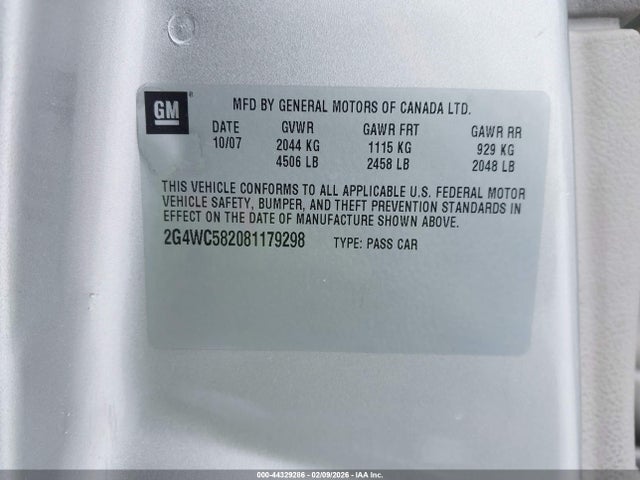 GM
®
MFD BY GENERAL MOTORS OF CANADA LTD.
DATE GVWR GAWR FRT GAWR RR
10/07 2044 KG 1115 KG 929 KG
4506 LB 2458 LB 2048 LB
THIS VEHICLE CONFORMS TO ALL APPLICABLE U.S. FEDERAL MOTOR
VEHICLE SAFETY, BUMPER, AND THEFT PREVENTION STANDARDS IN
EFFECT ON THE DATE OF MANUFACTURE SHOWN ABOVE.
2G4WC582081179298 TYPE: PASS CAR
000-44329286 - 02/09/2026 - IAA Inc.